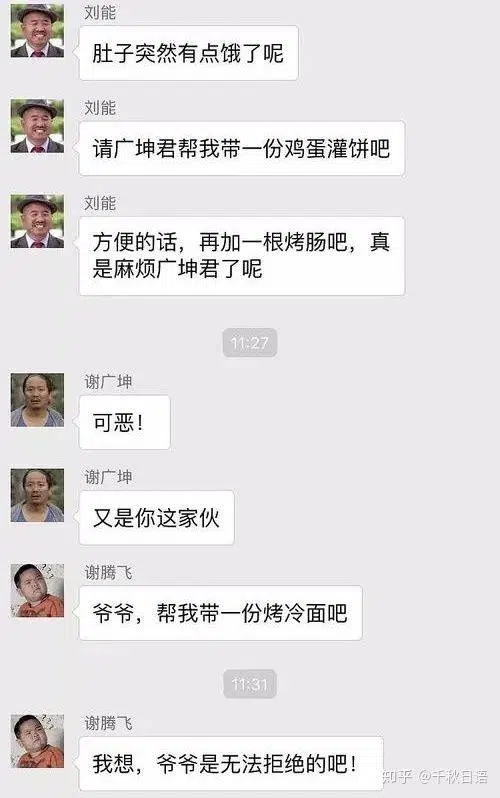 刘能
肚子突然有点饿了呢
刘能
请广坤君帮我带一份鸡蛋灌饼吧
刘能
方便的话，再加一根烤肠吧，真
是麻烦广坤君了呢
11:27
谢广坤
可恶！
谢广坤
又是你这家伙
谢腾飞
爷爷，帮我带一份烤冷面吧
11:31
谢腾飞
我想，爷爷是无法拒绝的吧！
知乎 @千秋日语